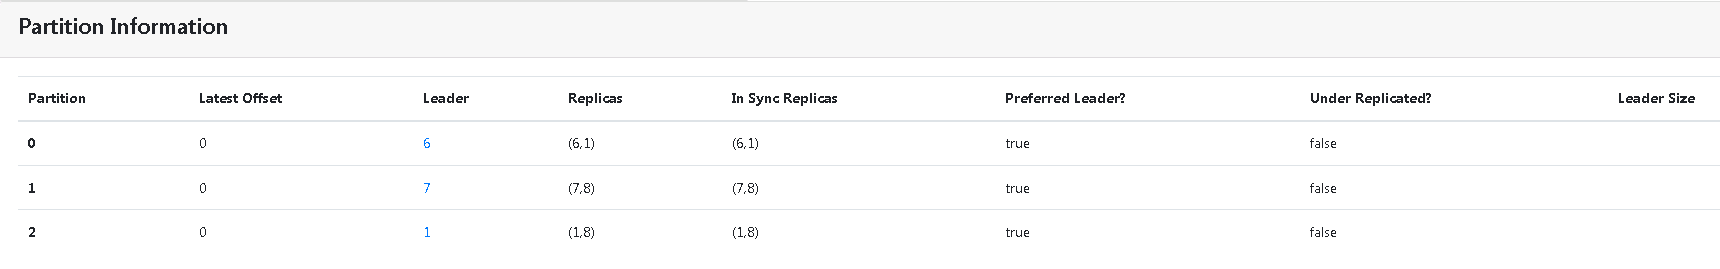 Partition Information
Partition Latest Offset Leader Replicas In Sync Replicas Preferred Leader? Under Replicated? Leader Size
0 0 6 (6,1) (6,1) true false
1 0 7 (7,8) (7,8) true false
2 0 1 (1,8) (1,8) true false